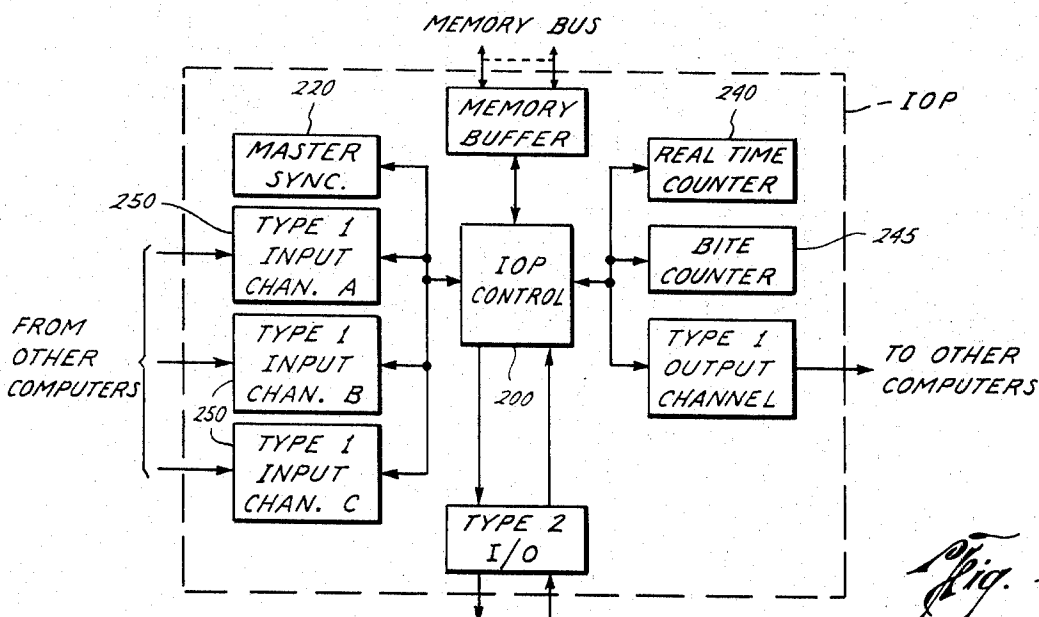 MEMORY BUS
220
MEMORY
BUFFER
240
IOP
MASTER
SYNC.
REAL TIME
COUNTER
250
TYPE 1
INPUT
CHAN. A
IOP
CONTROL
BITE
COUNTER
245
FROM
OTHER
COMPUTERS
TYPE 1
INPUT
CHAN. B
250
200
TYPE 1
OUTPUT
CHANNEL
TO OTHER
COMPUTERS
TYPE 1
INPUT
CHAN. C
TYPE 2
I/O
Fig.